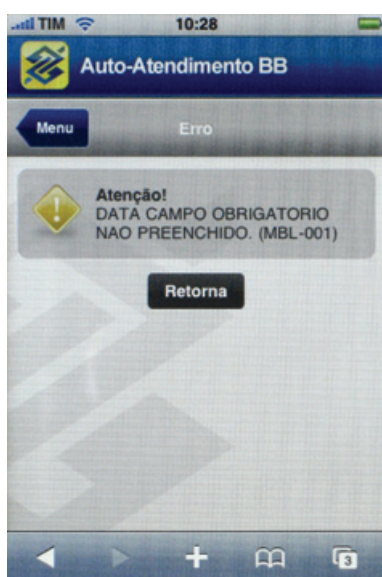 TIM 10:28
Auto-Atendimento BB
Menu Erro
Atenção!
DATA CAMPO OBRIGATORIO
NAO PREENCHIDO. (MBL-001)
Retorna
3